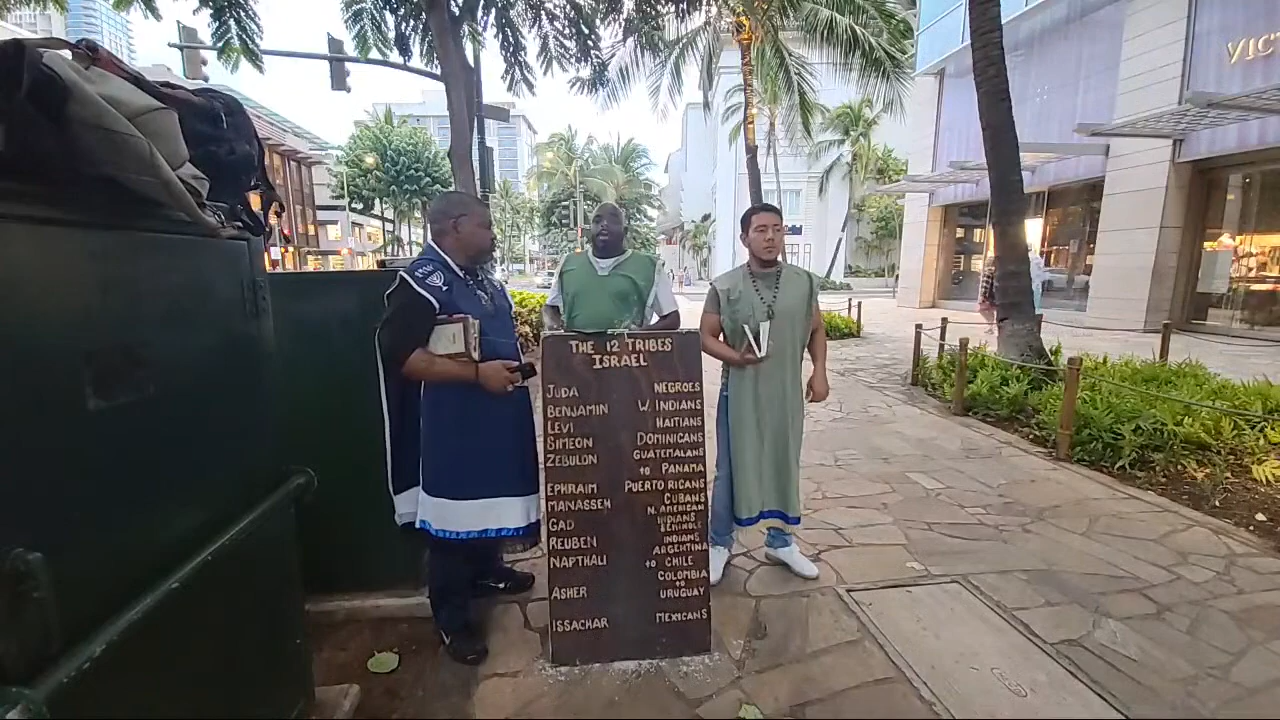 VIC
THE 12 TRIBES
ISRAEL
JUDA NEGROES
BENJAMIN W. INDIANS
LEVI HAITIANS
SIMEON DOMINICANS
ZEBULON GUATEMALANS
to PANAMA
EPHRAIM PUERTO RICANS
MANASSEH CUBANS
GAD N. AMERICAN
INDIANS
REUBEN SEMINOLE
INDIANS
NAPTHALI ARGENTINA
to CHILE
ASHER COLOMBIA
to
URUGUAY
ISSACHAR MEXICANS